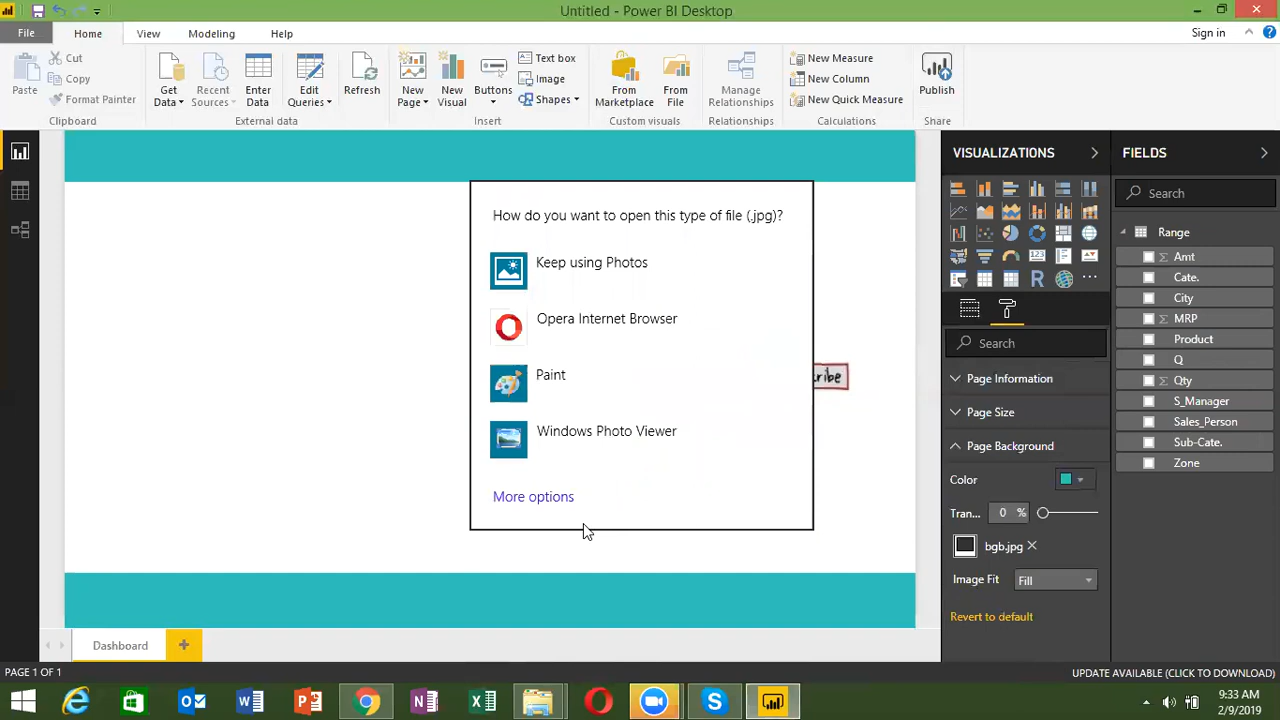 Untitled - Power BI Desktop
File
Home
View
Modeling
Help
Sign in
Paste
Cut
Copy
Format Painter
Clipboard
Get Data
Recent Sources
Enter Data
Edit Queries
Refresh
External data
New Page
New Visual
Buttons
Text box
Image
Shapes
Insert
From Marketplace
From File
Custom visuals
Manage Relationships
Relationships
New Measure
New Column
New Quick Measure
Calculations
Publish
Share
How do you want to open this type of file (.jpg)?
Keep using Photos
Opera Internet Browser
Paint
Windows Photo Viewer
More options
VISUALIZATIONS
R
Search
Page Information
Page Size
Page Background
Color
Tran... 0 %
bgb.jpg
Image Fit Fill
Revert to default
FIELDS
Search
Range
Amt
Cate.
City
MRP
Product
Q
Qty
S_Manager
Sales_Person
Sub-Cate.
Zone
Dashboard
PAGE 1 OF 1
UPDATE AVAILABLE (CLICK TO DOWNLOAD)
9:33 AM
2/9/2019